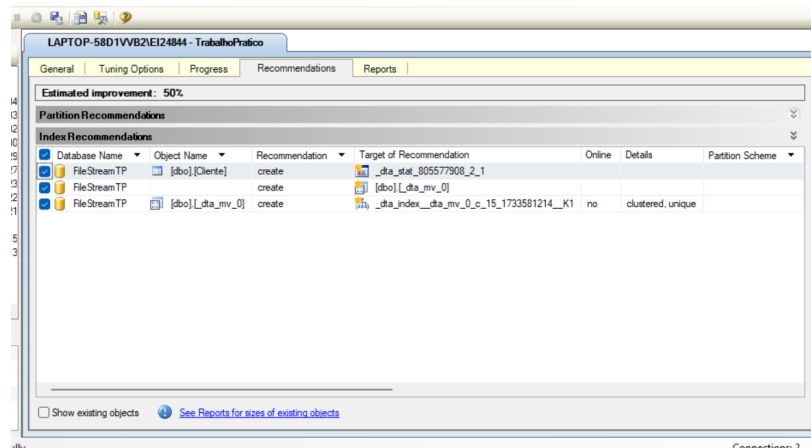 LAPTOP-58D1VVB2\EI24844 - TrabalhoPratico
General Tuning Options Progress Recommendations Reports
Estimated improvement: 50%
Partition Recommendations
Index Recommendations
Database Name Object Name Recommendation Target of Recommendation Online Details Partition Scheme
FileStreamTP [dbo].[Cliente] create _dta_stat_805577908_2_1
FileStreamTP create [dbo].[_dta_mv_0]
FileStreamTP [dbo].[_dta_mv_0] create _dta_index__dta_mv_0_c_15_1733581214__K1 no clustered, unique
Show existing objects See Reports for sizes of existing objects